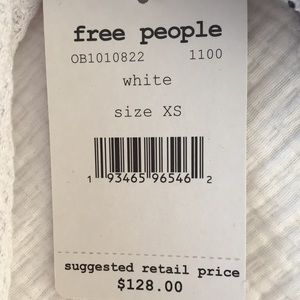 free people
OB1010822 1100
white
size XS
1 93465 96546 2
suggested retail price
$128.00